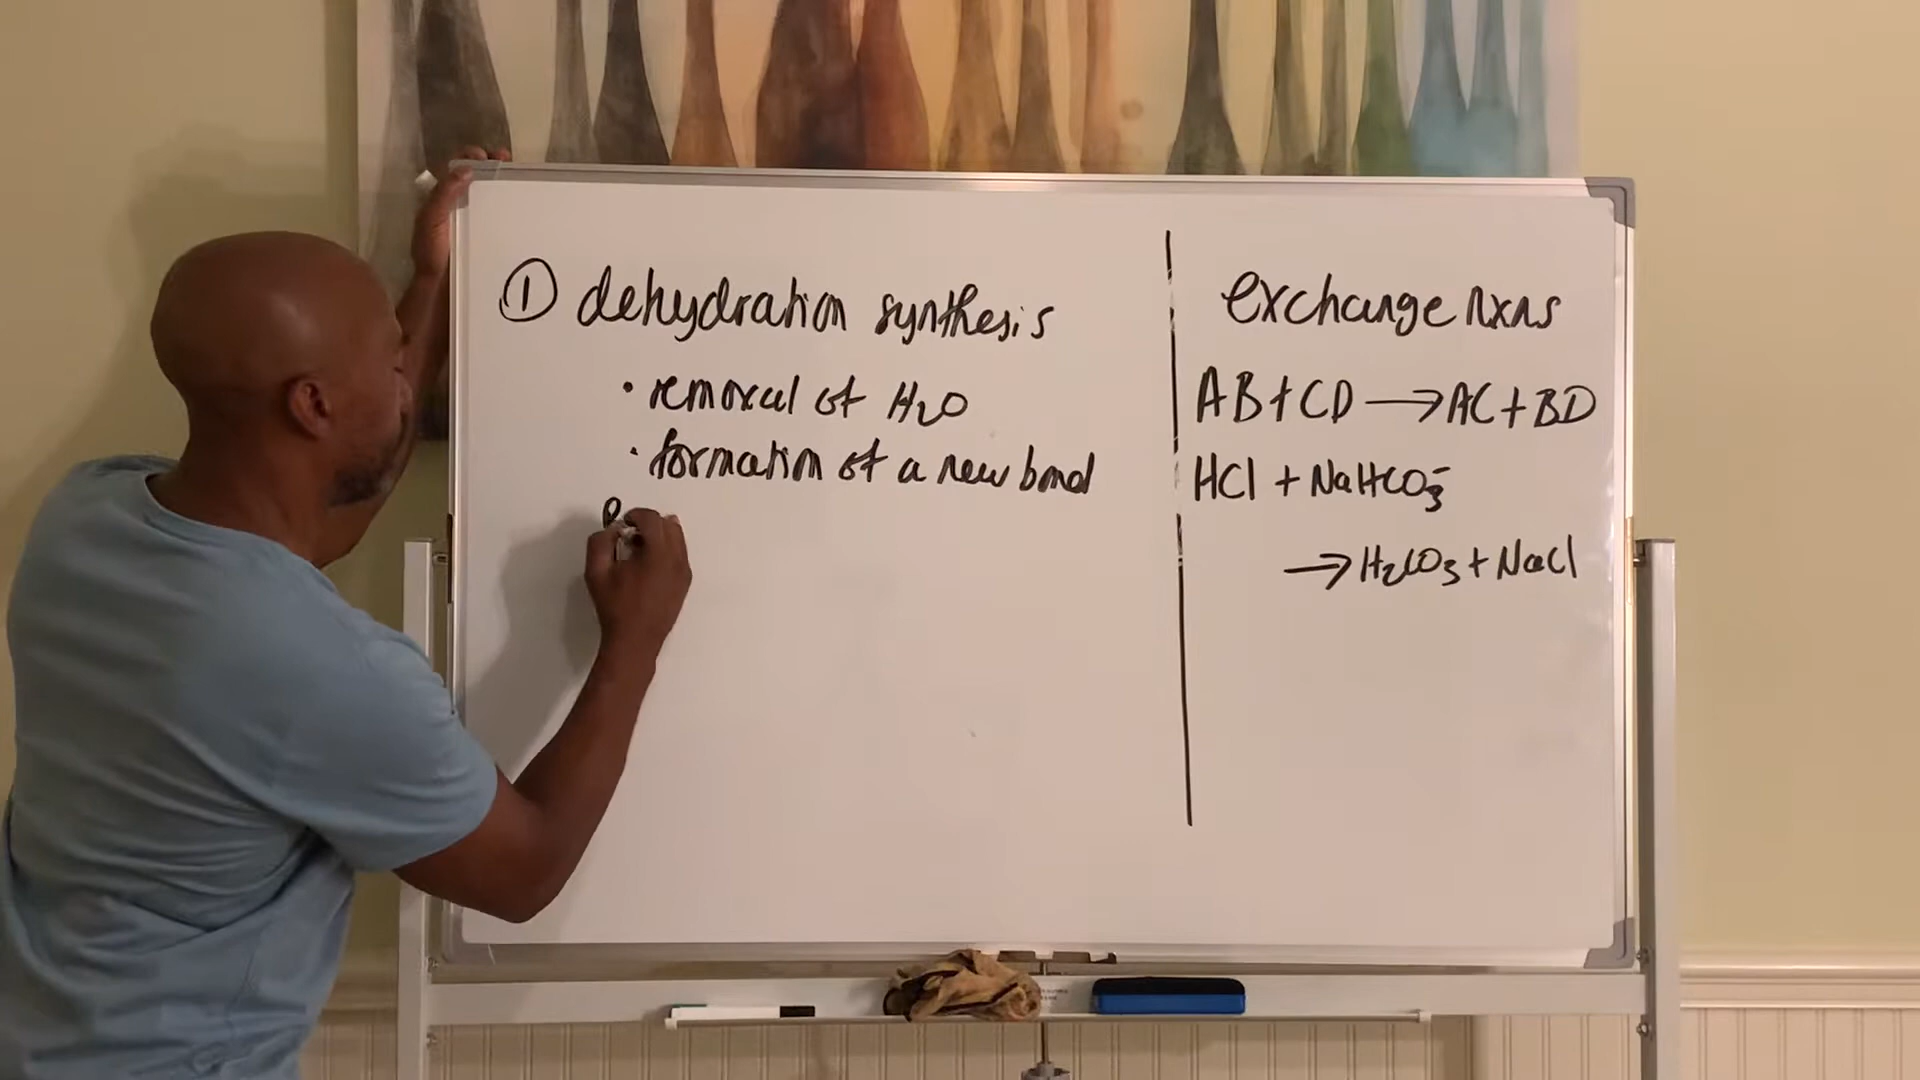 ① dehydration synthesis
• removal of H₂O
• formation of a new bond
exchange rxns
AB + CD → AC + BD
HCl + NaHCO₃⁻
→ H₂CO₃ + NaCl